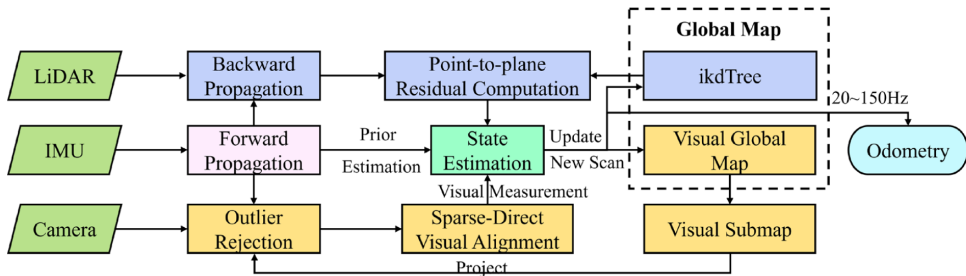 Global Map
LiDAR
Backward
Propagation
Point-to-plane
Residual Computation
ikdTree
20~150Hz
IMU
Forward
Propagation
Prior
Estimation
State
Estimation
Update
New Scan
Visual Global
Map
Odometry
Visual Measurement
Camera
Outlier
Rejection
Sparse-Direct
Visual Alignment
Visual Submap
Project